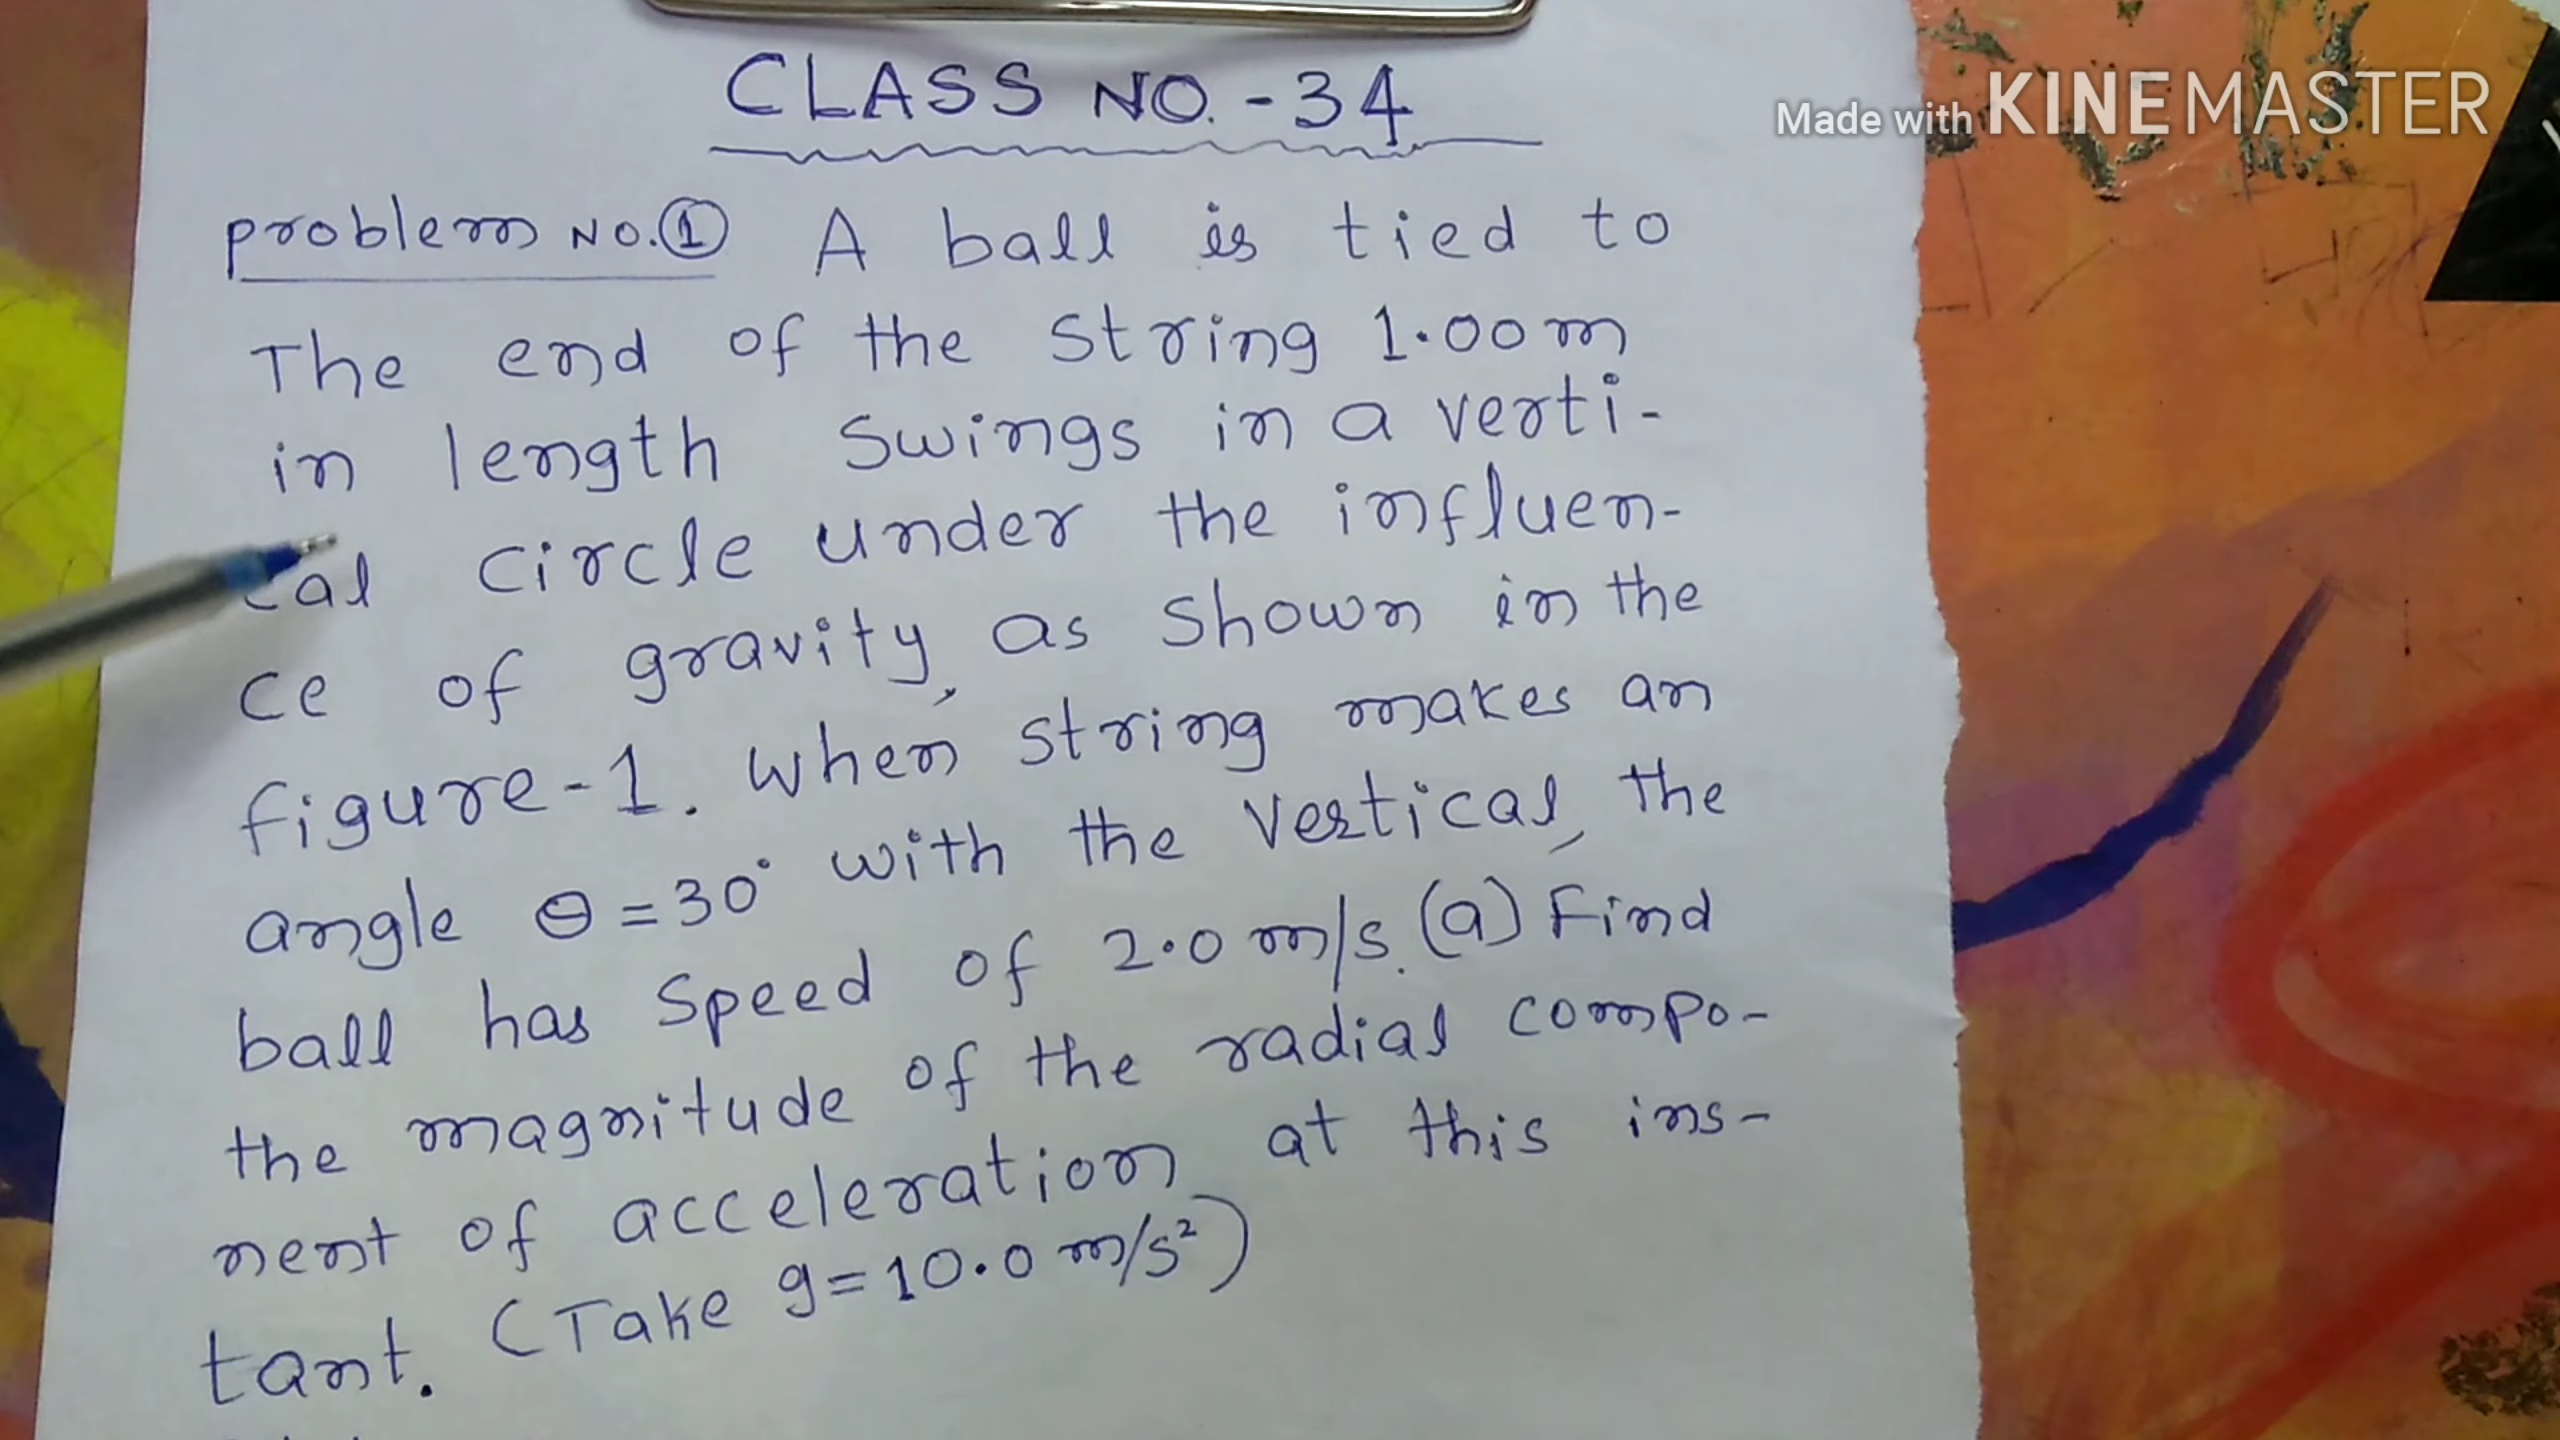 CLASS NO.-34
Made with KINEMASTER
problem NO.① A ball is tied to
The end of the string 1.00m
in length swings in a verti-
cal circle under the influen-
ce of gravity, as shown in the
figure-1. When string makes an
angle θ=30° with the vertical, the
ball has speed of 2.0 m/s. (a) Find
the magnitude of the radial compo-
nent of acceleration at this ins-
tant. (Take g=10.0 m/s²)